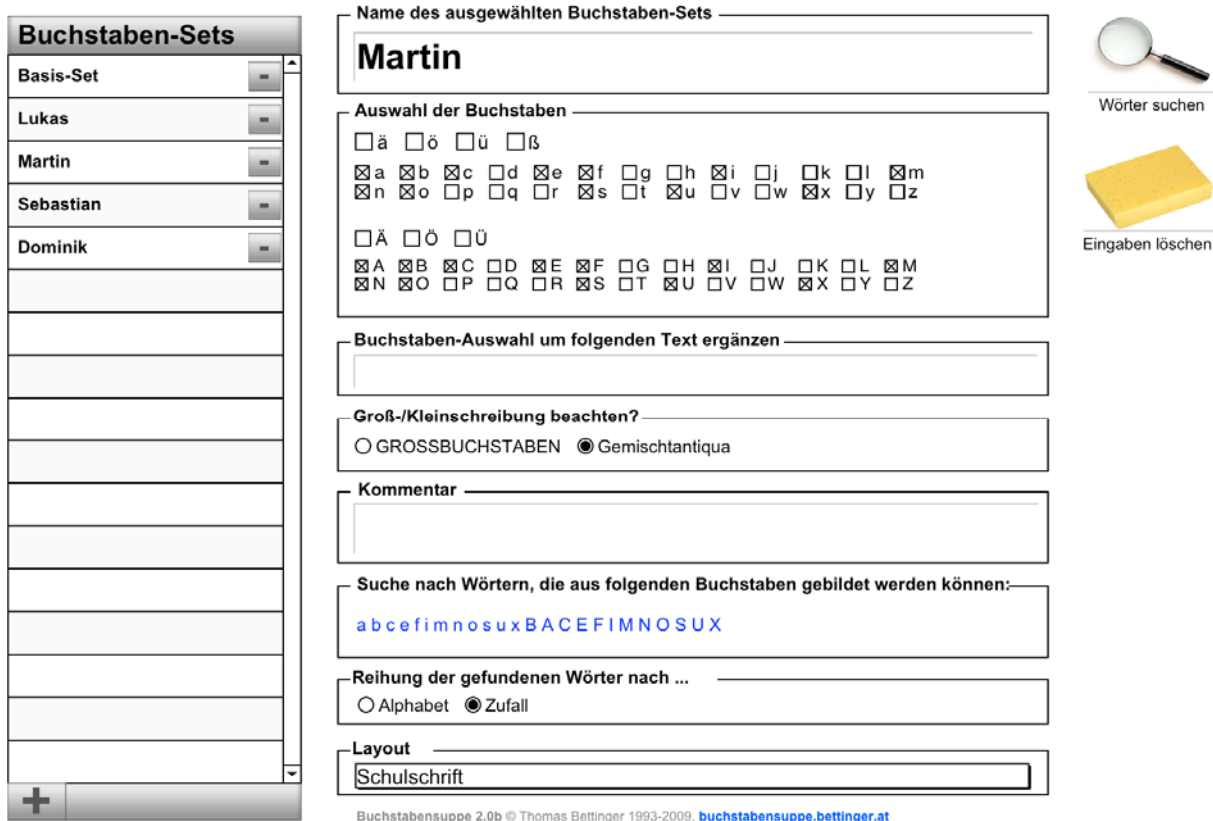 Buchstaben-Sets
Basis-Set
Lukas
Martin
Sebastian
Dominik
Name des ausgewählten Buchstaben-Sets
Martin
Auswahl der Buchstaben
ä ö ü ß
a b c d e f g h i j k l m
n o p q r s t u v w x y z
Ä Ö Ü
A B C D E F G H I J K L M
N O P Q R S T U V W X Y Z
Buchstaben-Auswahl um folgenden Text ergänzen
Groß-/Kleinschreibung beachten?
GROSSBUCHSTABEN Gemischtantiqua
Kommentar
Suche nach Wörtern, die aus folgenden Buchstaben gebildet werden können:
a b c e f i m n o s u x B A C E F I M N O S U X
Reihung der gefundenen Wörter nach ...
Alphabet Zufall
Layout
Schulschrift
Buchstabensuppe 2.0b © Thomas Bettinger 1993-2009, buchstabensuppe.bettinger.at
Wörter suchen
Eingaben löschen